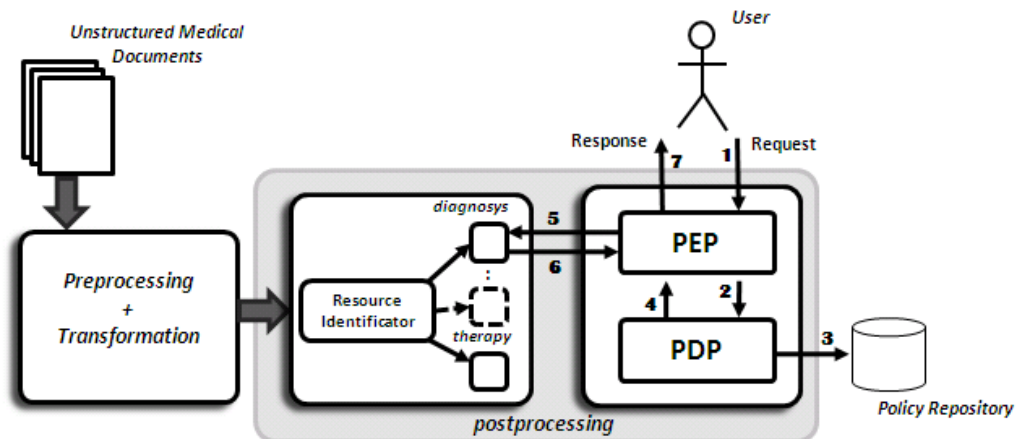 Unstructured Medical
Documents
User
Response
7
1
Request
Preprocessing
+
Transformation
diagnosys
5
6
:
Resource
Identificator
therapy
PEP
4
2
PDP
3
Policy Repository
postprocessing